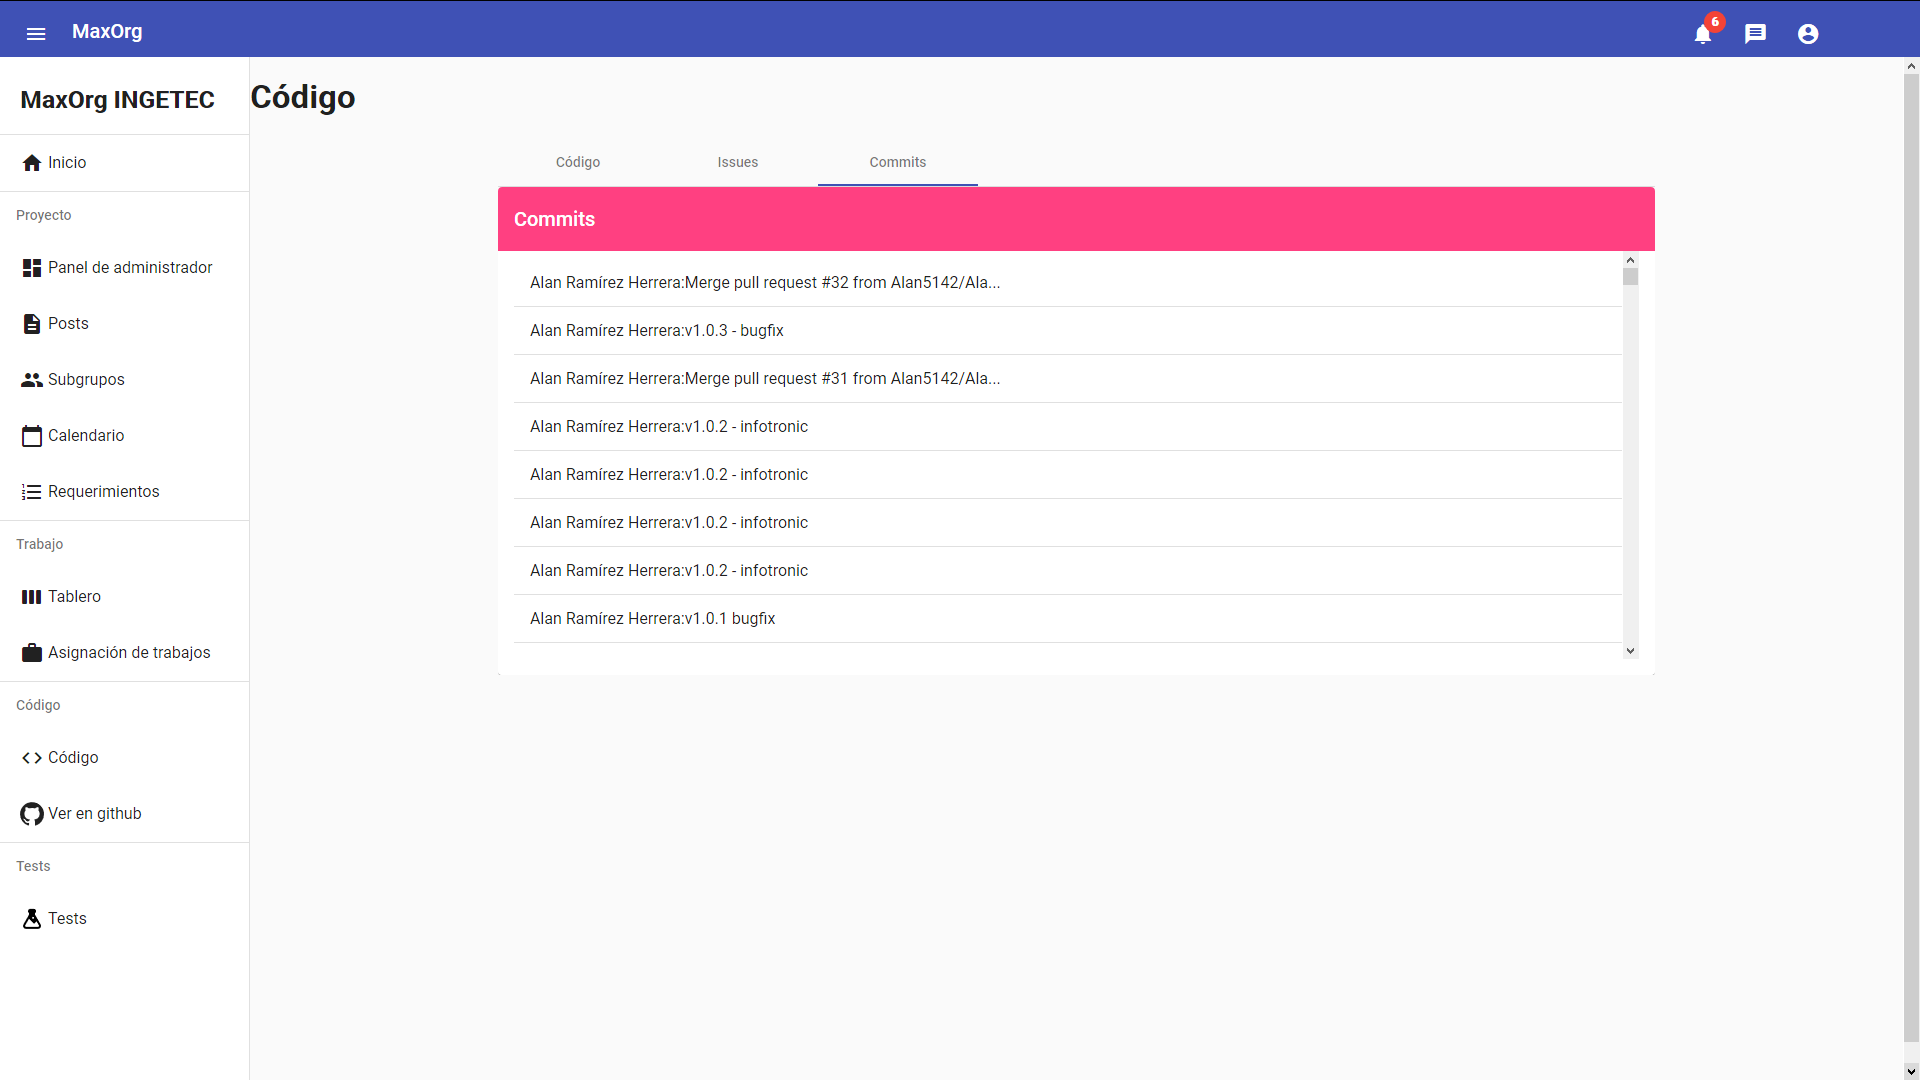 MaxOrg
6
MaxOrg INGETEC
Inicio
Proyecto
Panel de administrador
Posts
Subgrupos
Calendario
Requerimientos
Trabajo
Tablero
Asignación de trabajos
Código
Código
Ver en github
Tests
Tests
Código
Código Issues Commits
Commits
Alan Ramírez Herrera:Merge pull request #32 from Alan5142/Ala...
Alan Ramírez Herrera:v1.0.3 - bugfix
Alan Ramírez Herrera:Merge pull request #31 from Alan5142/Ala...
Alan Ramírez Herrera:v1.0.2 - infotronic
Alan Ramírez Herrera:v1.0.2 - infotronic
Alan Ramírez Herrera:v1.0.2 - infotronic
Alan Ramírez Herrera:v1.0.2 - infotronic
Alan Ramírez Herrera:v1.0.1 bugfix